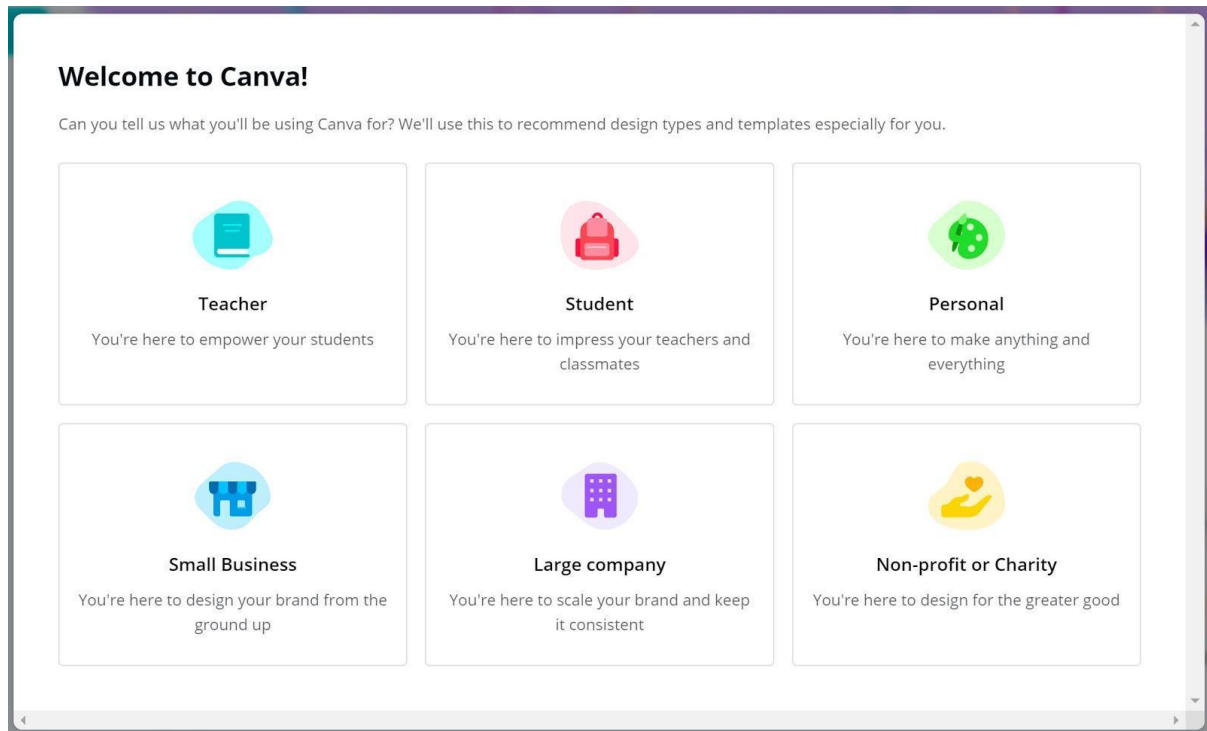 Welcome to Canva!
Can you tell us what you'll be using Canva for? We'll use this to recommend design types and templates especially for you.
Teacher
You're here to empower your students
Student
You're here to impress your teachers and
classmates
Personal
You're here to make anything and
everything
Small Business
You're here to design your brand from the
ground up
Large company
You're here to scale your brand and keep
it consistent
Non-profit or Charity
You're here to design for the greater good